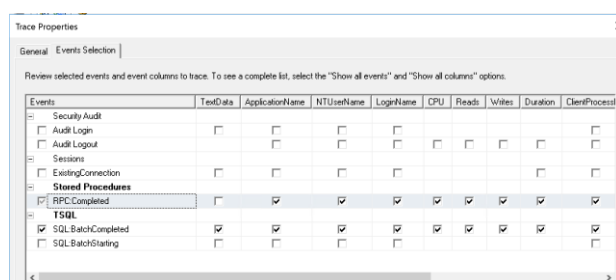 Trace Properties
General Events Selection
Review selected events and event columns to trace. To see a complete list, select the "Show all events" and "Show all columns" options.
Events TextData ApplicationName NTUserName LoginName CPU Reads Writes Duration ClientProcessI
Security Audit
Audit Login
Audit Logout
Sessions
ExistingConnection
Stored Procedures
RPC:Completed
TSQL
SQL:BatchCompleted
SQL:BatchStarting